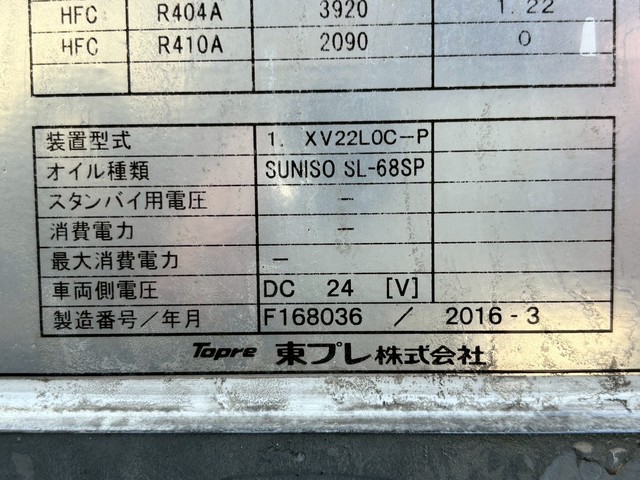 HFC R404A 3920 1.22
HFC R410A 2090 0
装置型式 1. XV22LOC-P
オイル種類 SUNISO SL-68SP
スタンバイ用電圧 -
消費電力 -
最大消費電力 -
車両側電圧 DC 24 [V]
製造番号/年月 F168036 / 2016-3
Topre 東プレ株式会社